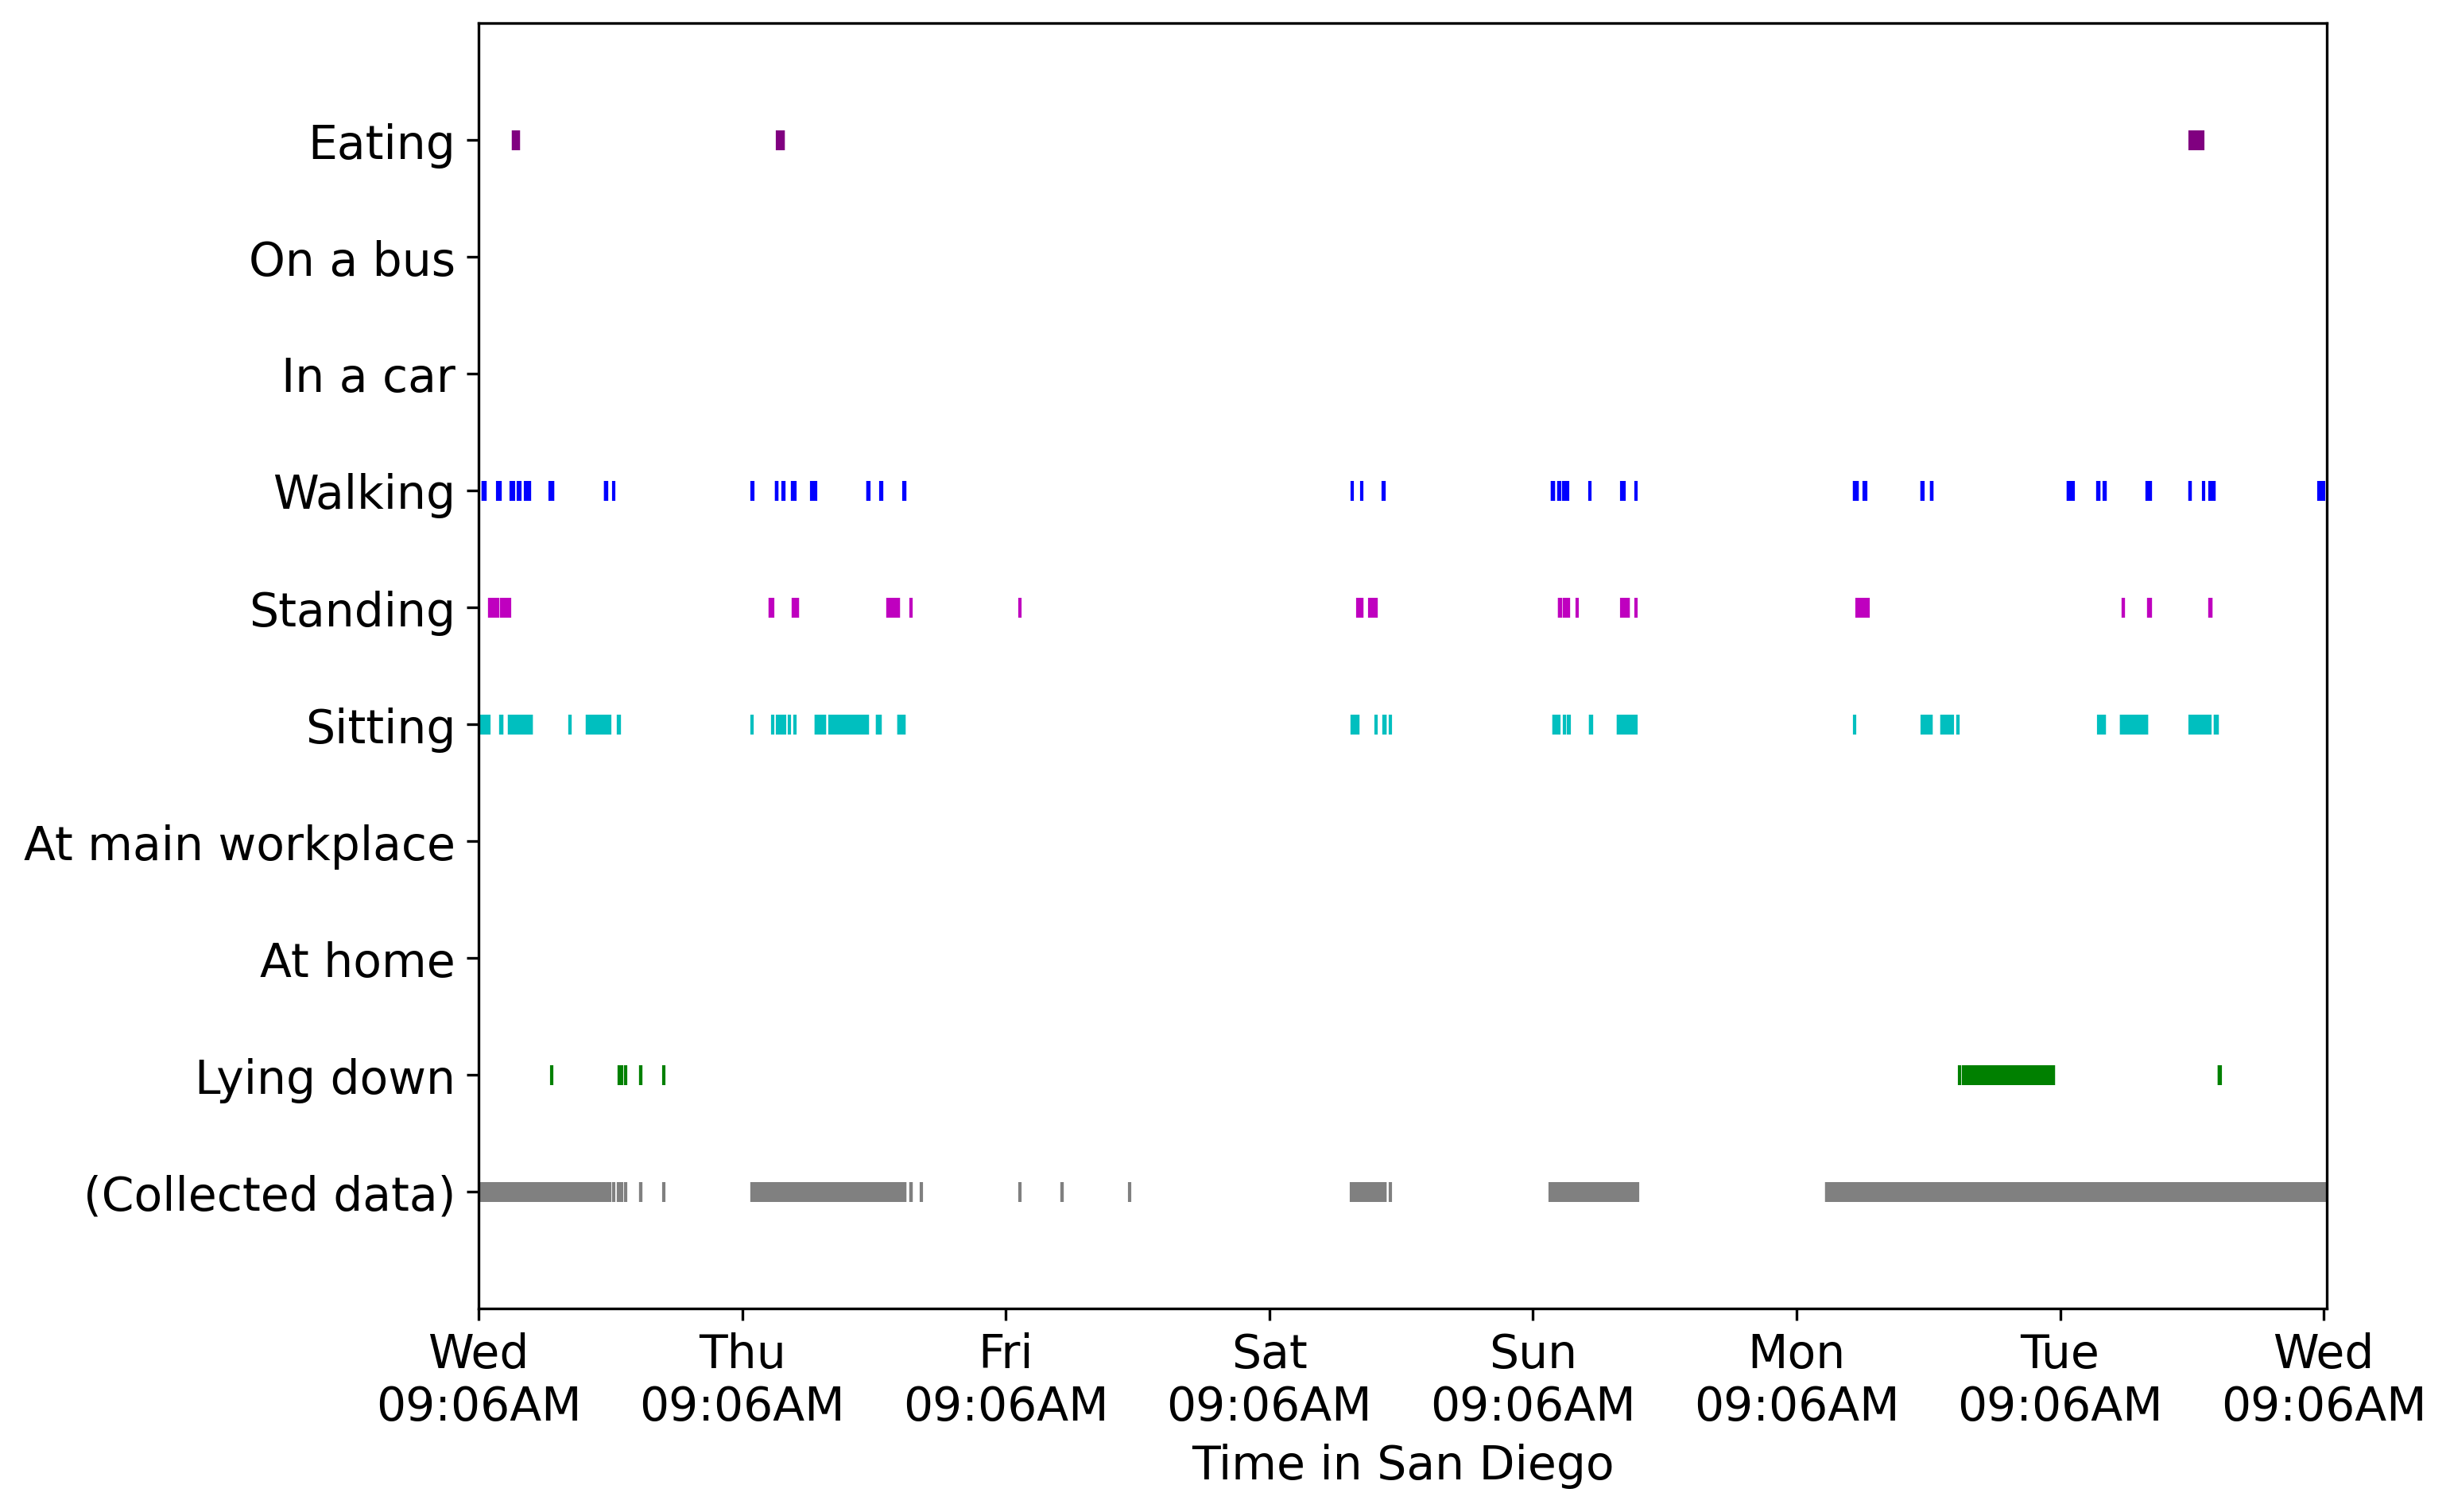 Eating
On a bus
In a car
Walking
Standing
Sitting
At main workplace
At home
Lying down
(Collected data)
Wed Thu Fri Sat Sun Mon Tue Wed
09:06AM 09:06AM 09:06AM 09:06AM 09:06AM 09:06AM 09:06AM 09:06AM
Time in San Diego